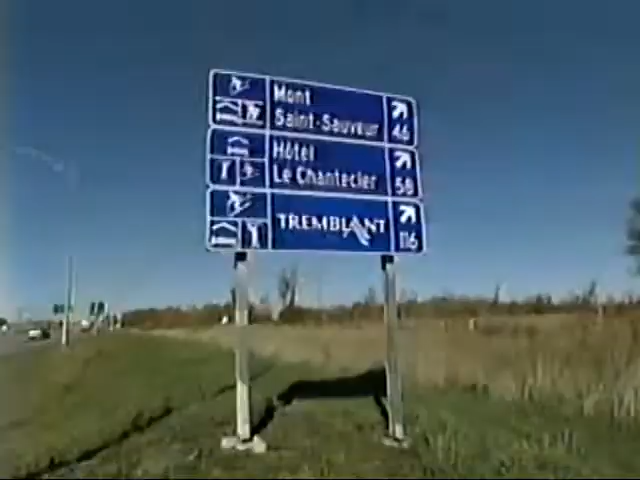 Mont
Saint-Sauveur 46
Hôtel
Le Chantecler 58
TREMBLANT 116